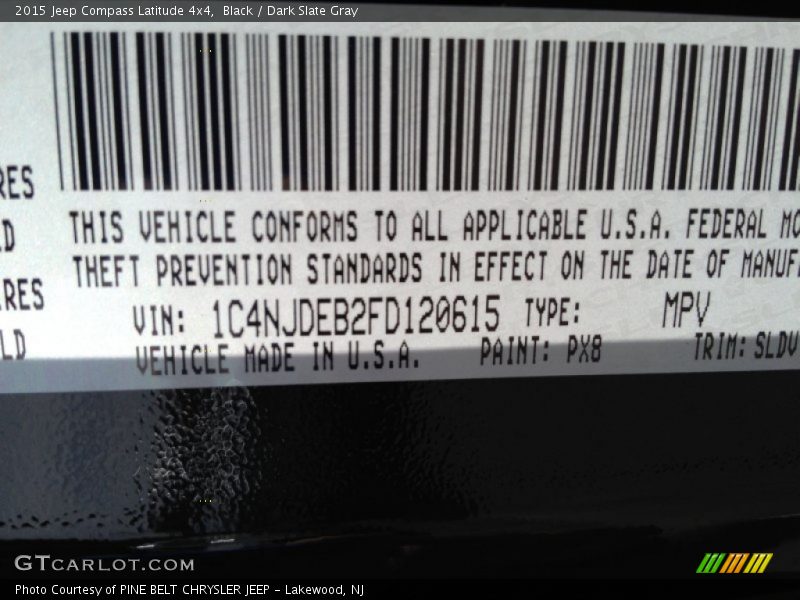 2015 Jeep Compass Latitude 4x4, Black / Dark Slate Gray
RES
LD
RES
LD
THIS VEHICLE CONFORMS TO ALL APPLICABLE U.S.A. FEDERAL MO
THEFT PREVENTION STANDARDS IN EFFECT ON THE DATE OF MANUF
VIN: 1C4NJDEB2FD120615 TYPE: MPV
VEHICLE MADE IN U.S.A. PAINT: PX8 TRIM: SLDV
GTCARLOT.COM
Photo Courtesy of PINE BELT CHRYSLER JEEP - Lakewood, NJ